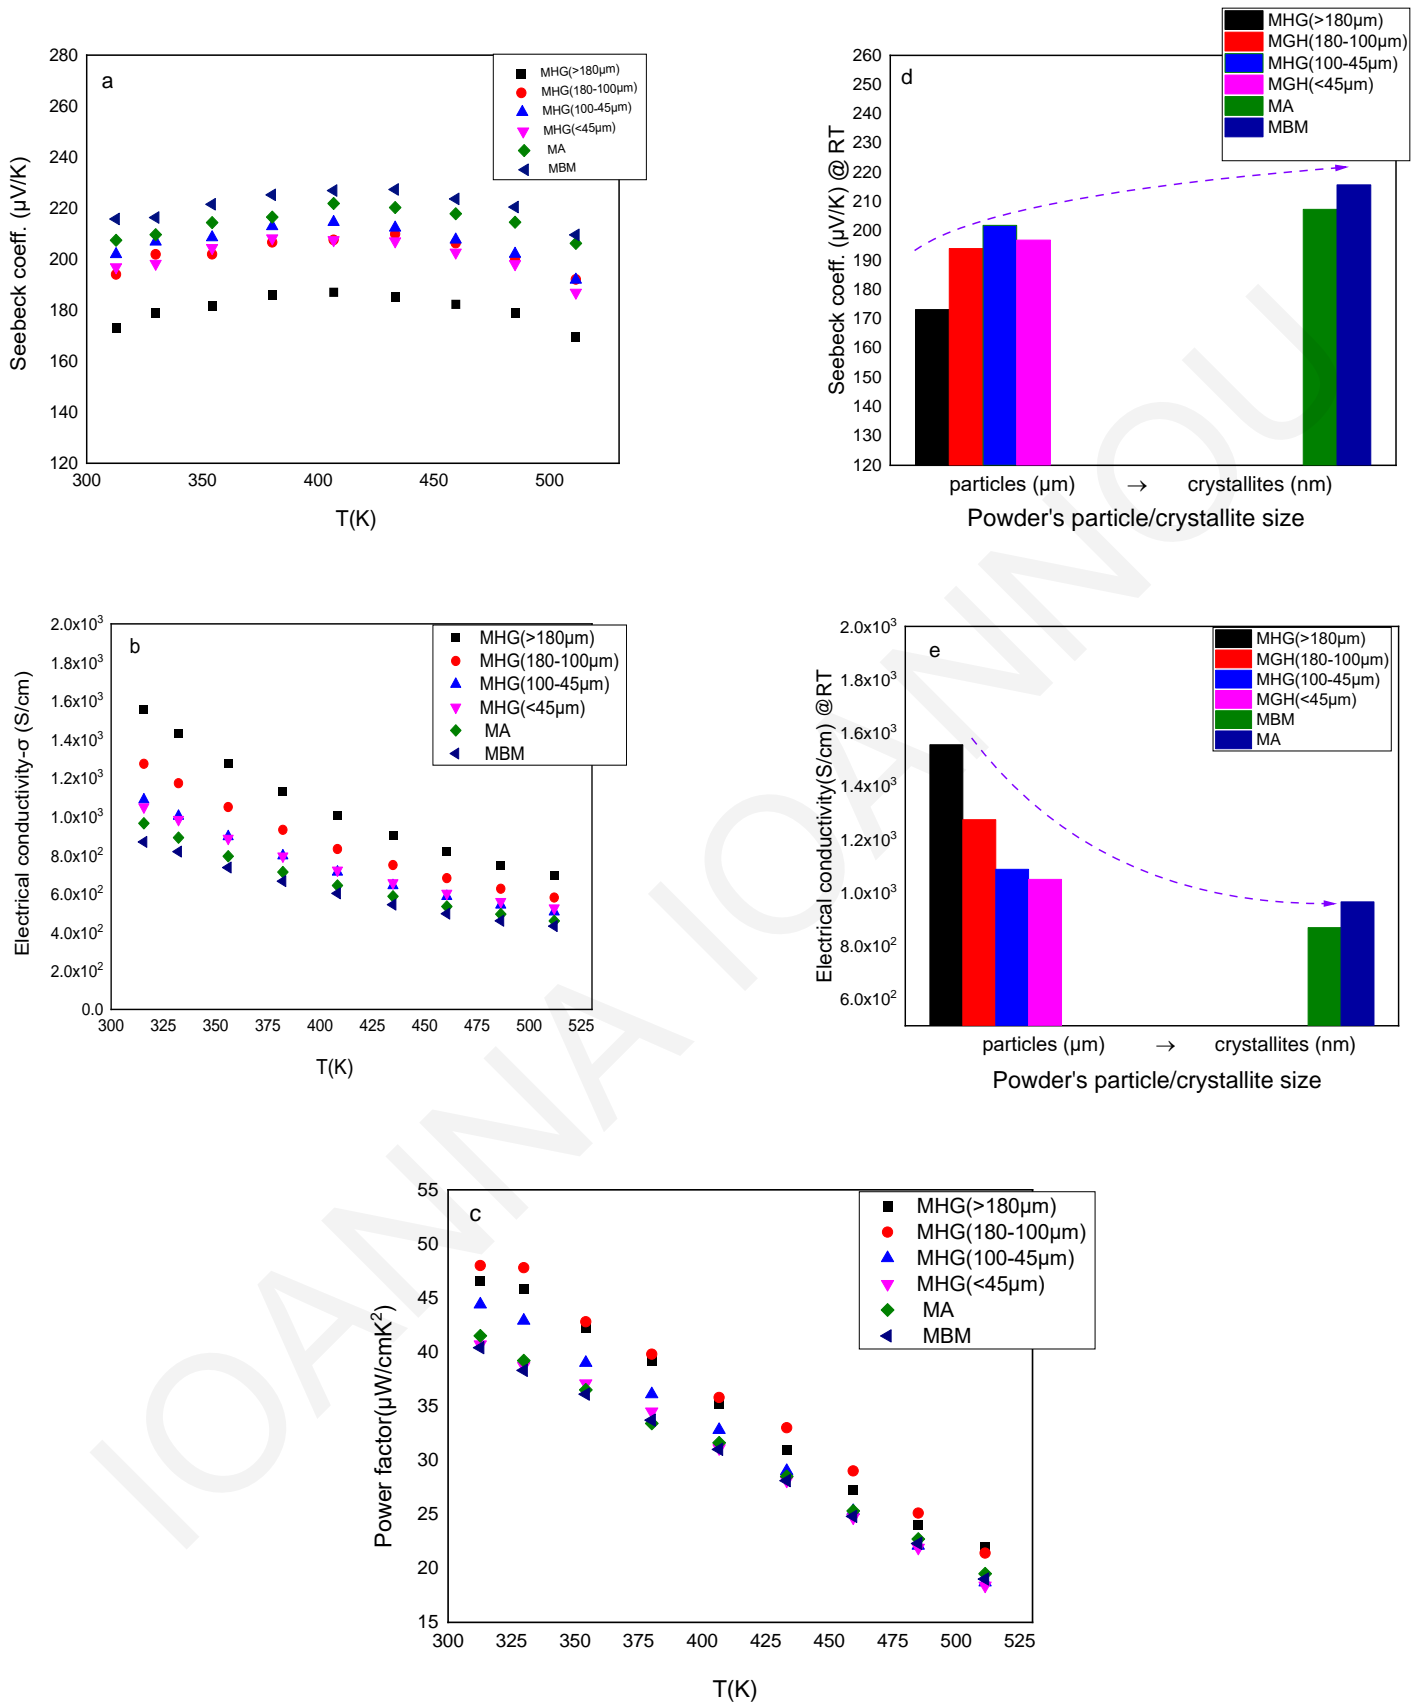 a
280
260
240
220
200
180
160
140
120
300
350
400
450
500
Seebeck coeff. (µV/K)
T(K)
MHG(>180µm)
MHG(180-100µm)
MHG(100-45µm)
MHG(<45µm)
MA
MBM
d
260
250
240
230
220
210
200
190
180
170
160
150
140
130
120
Seebeck coeff. (µV/K) @ RT
MHG(>180µm)
MGH(180-100µm)
MHG(100-45µm)
MGH(<45µm)
MA
MBM
particles (µm) → crystallites (nm)
Powder's particle/crystallite size
b
2.0x10³
1.8x10³
1.6x10³
1.4x10³
1.2x10³
1.0x10³
8.0x10²
6.0x10²
4.0x10²
2.0x10²
0.0
300
325
350
375
400
425
450
475
500
525
Electrical conductivity-σ (S/cm)
T(K)
MHG(>180µm)
MHG(180-100µm)
MHG(100-45µm)
MHG(<45µm)
MA
MBM
e
2.0x10³
1.8x10³
1.6x10³
1.4x10³
1.2x10³
1.0x10³
8.0x10²
6.0x10²
Electrical conductivity(S/cm) @RT
MHG(>180µm)
MGH(180-100µm)
MHG(100-45µm)
MGH(<45µm)
MBM
MA
particles (µm) → crystallites (nm)
Powder's particle/crystallite size
c
55
50
45
40
35
30
25
20
15
300
325
350
375
400
425
450
475
500
525
Power factor(µW/cmK²)
T(K)
MHG(>180µm)
MHG(180-100µm)
MHG(100-45µm)
MHG(<45µm)
MA
MBM
IOANNA IOANNOU